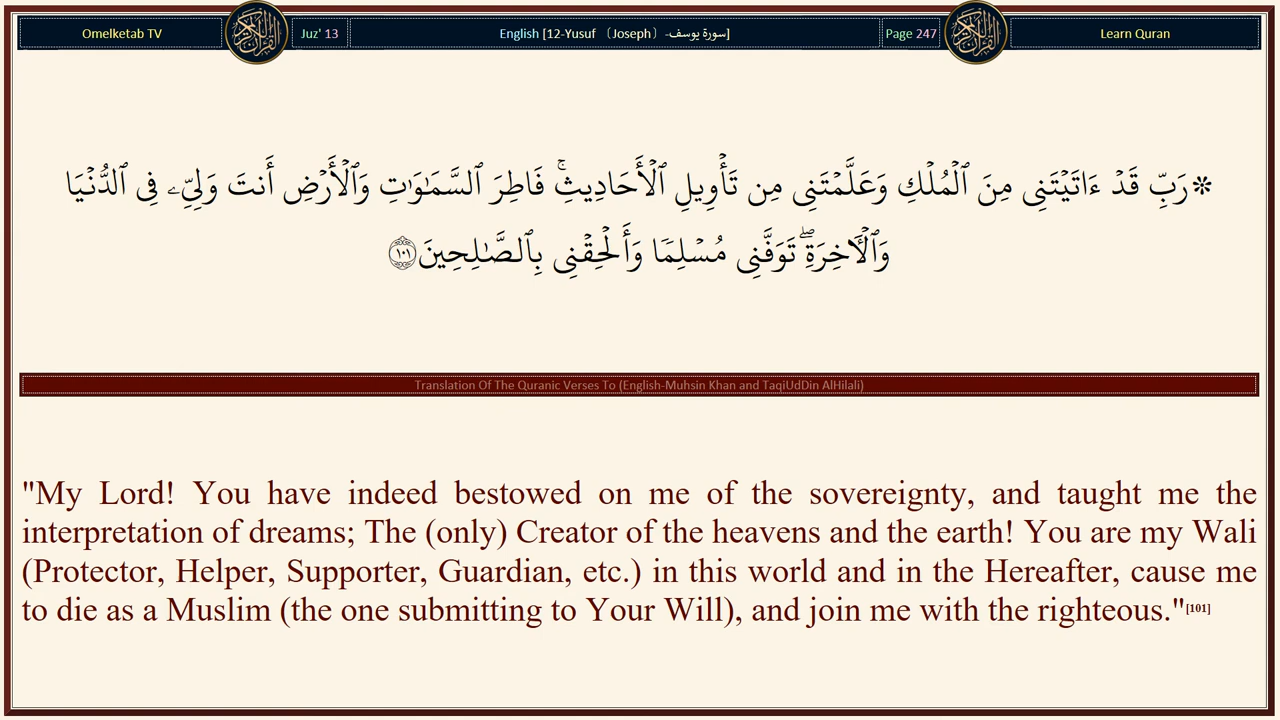 Omelketab TV
Juz' 13
English [12-Yusuf （Joseph） -سورة يوسف]
Page 247
Learn Quran
❊ رَبِّ قَدۡ ءَاتَيۡتَنِى مِنَ ٱلۡمُلۡكِ وَعَلَّمۡتَنِى مِن تَأۡوِيلِ ٱلۡأَحَادِيثِۚ فَاطِرَ ٱلسَّمَٰوَٰتِ وَٱلۡأَرۡضِ أَنتَ وَلِيِّۦ فِى ٱلدُّنۡيَا
وَٱلۡأٓخِرَةِۖ تَوَفَّنِى مُسۡلِمٗا وَأَلۡحِقۡنِى بِٱلصَّٰلِحِينَ ١٠١
Translation Of The Quranic Verses To (English-Muhsin Khan and TaqiUdDin AlHilali)
"My Lord! You have indeed bestowed on me of the sovereignty, and taught me the
interpretation of dreams; The (only) Creator of the heavens and the earth! You are my Wali
(Protector, Helper, Supporter, Guardian, etc.) in this world and in the Hereafter, cause me
to die as a Muslim (the one submitting to Your Will), and join me with the righteous."[101]